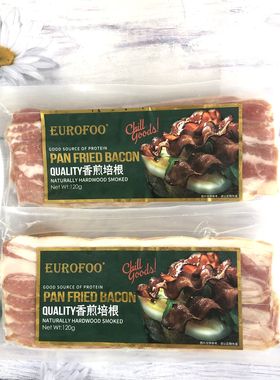 EUROFOO
Chill Goods!
GOOD SOURCE OF PROTEIN
PAN FRIED BACON
QUALITY香煎培根
NATURALLY HARDWOOD SMOKED
Net Wt:120g
EUROFOO
Chill Goods!
GOOD SOURCE OF PROTEIN
PAN FRIED BACON
QUALITY香煎培根
NATURALLY HARDWOOD SMOKED
Net Wt:120g